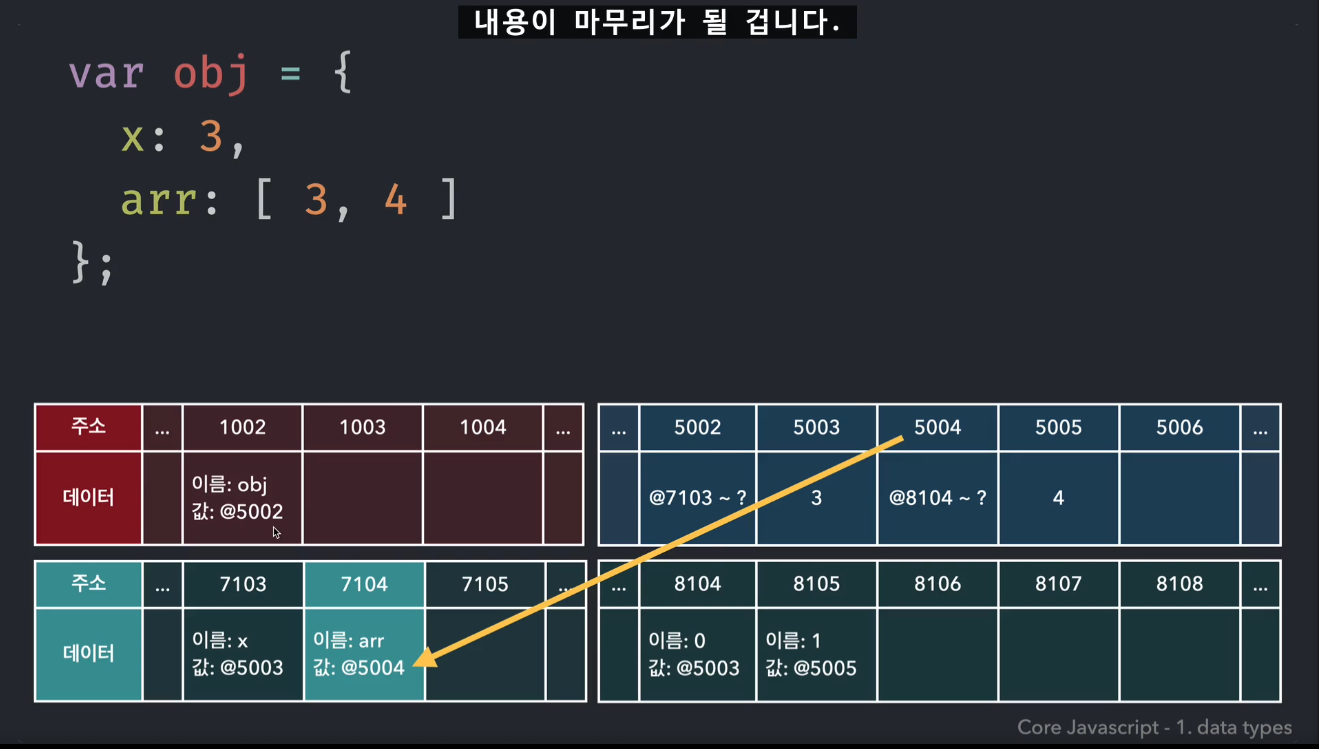 내용이 마무리가 될 겁니다.
var obj = {
x: 3,
arr: [ 3, 4 ]
};
주소 ... 1002 1003 1004 ...
데이터 이름: obj
값: @5002
... 5002 5003 5004 5005 5006 ...
@7103 ~ ? 3 @8104 ~ ? 4
주소 ... 7103 7104 7105 ...
데이터 이름: x 이름: arr
값: @5003 값: @5004
... 8104 8105 8106 8107 8108 ...
이름: 0 이름: 1
값: @5003 값: @5005
Core Javascript - 1. data types